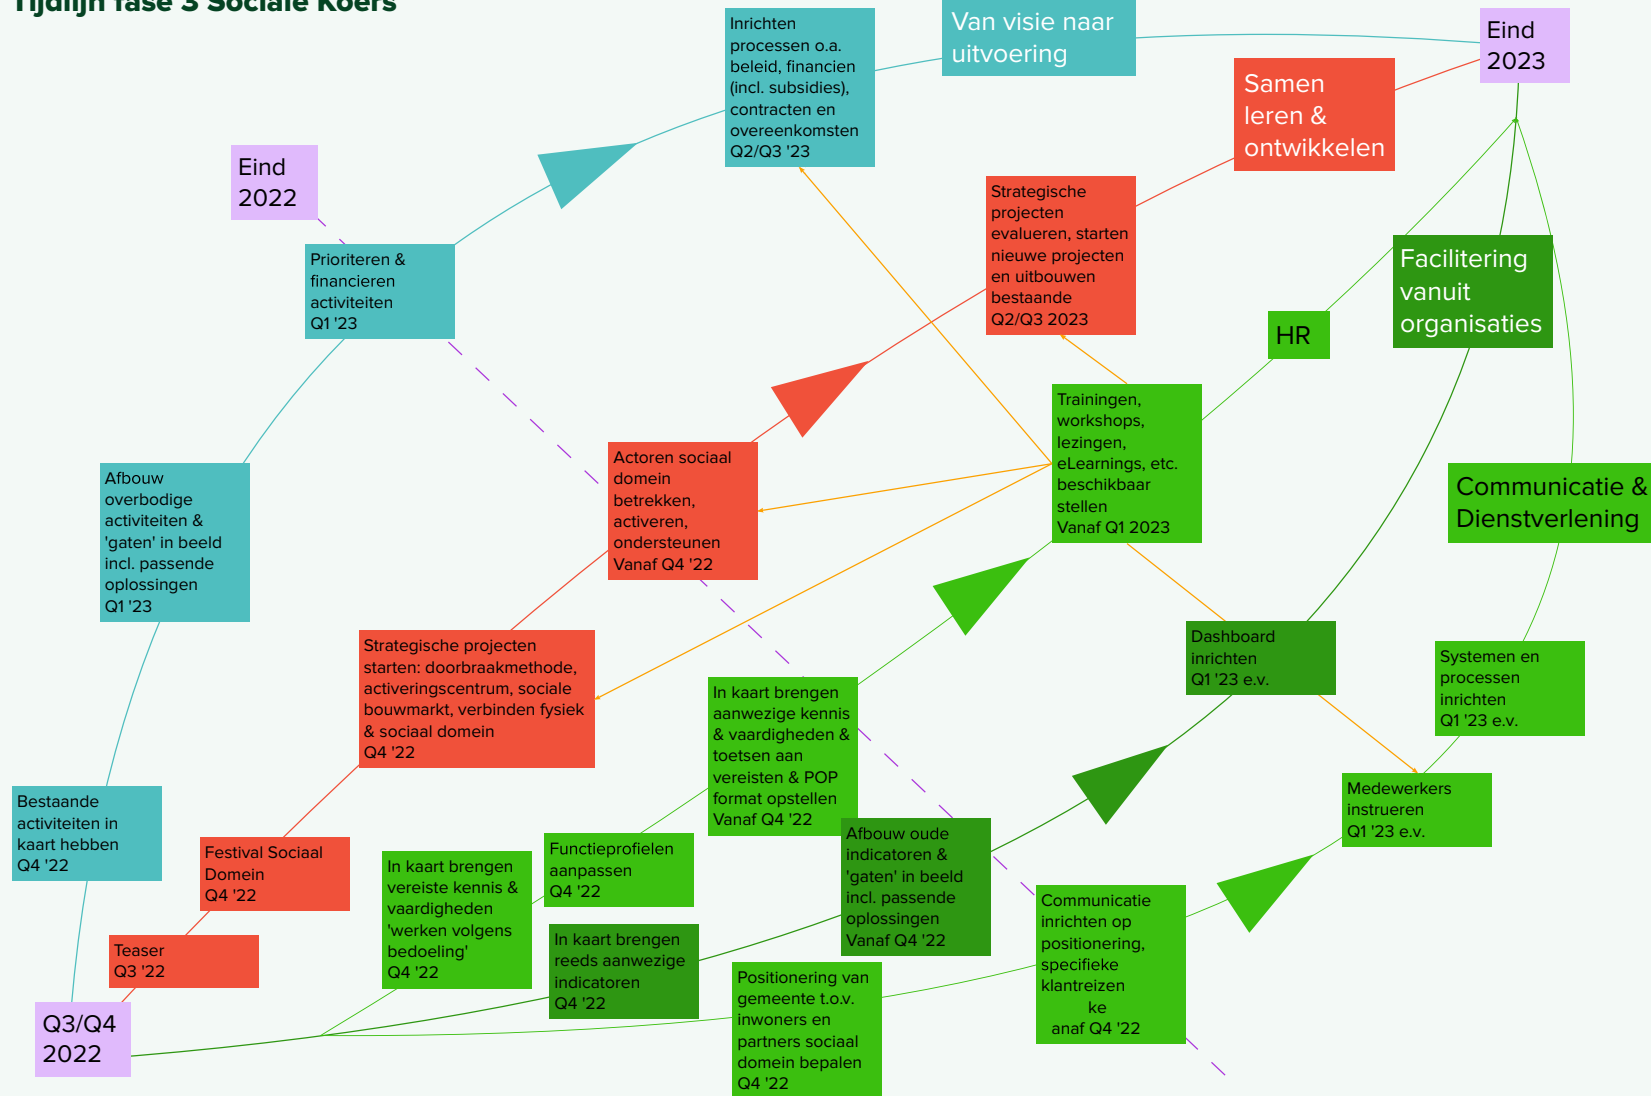 Tijdlijn fase 3 Sociale Koers
Inrichten
processen o.a.
beleid, financien
(incl. subsidies),
contracten en
overeenkomsten
Q2/Q3 '23
Van visie naar
uitvoering
Eind
2023
Samen
leren &
ontwikkelen
Eind
2022
Strategische
projecten
evalueren, starten
nieuwe projecten
en uitbouwen
bestaande
Q2/Q3 2023
Prioriteren &
financieren
activiteiten
Q1 '23
Facilitering
vanuit
organisaties
HR
Trainingen,
workshops,
lezingen,
eLearnings, etc.
beschikbaar
stellen
Vanaf Q1 2023
Actoren sociaal
domein
betrekken,
activeren,
ondersteunen
Vanaf Q4 '22
Afbouw
overbodige
activiteiten &
'gaten' in beeld
incl. passende
oplossingen
Q1 '23
Communicatie &
Dienstverlening
Strategische projecten
starten: doorbraakmethode,
activeringscentrum, sociale
bouwmarkt, verbinden fysiek
& sociaal domein
Q4 '22
Dashboard
inrichten
Q1 '23 e.v.
Systemen en
processen
inrichten
Q1 '23 e.v.
In kaart brengen
aanwezige kennis
& vaardigheden &
toetsen aan
vereisten & POP
format opstellen
Vanaf Q4 '22
Medewerkers
instrueren
Q1 '23 e.v.
Bestaande
activiteiten in
kaart hebben
Q4 '22
Festival Sociaal
Domein
Q4 '22
In kaart brengen
vereiste kennis &
vaardigheden
'werken volgens
bedoeling'
Q4 '22
Functieprofielen
aanpassen
Q4 '22
Afbouw oude
indicatoren &
'gaten' in beeld
incl. passende
oplossingen
Vanaf Q4 '22
Communicatie
inrichten op
positionering,
specifieke
klantreizen
ke
anaf Q4 '22
Teaser
Q3 '22
In kaart brengen
reeds aanwezige
indicatoren
Q4 '22
Positionering van
gemeente t.o.v.
inwoners en
partners sociaal
domein bepalen
Q4 '22
Q3/Q4
2022